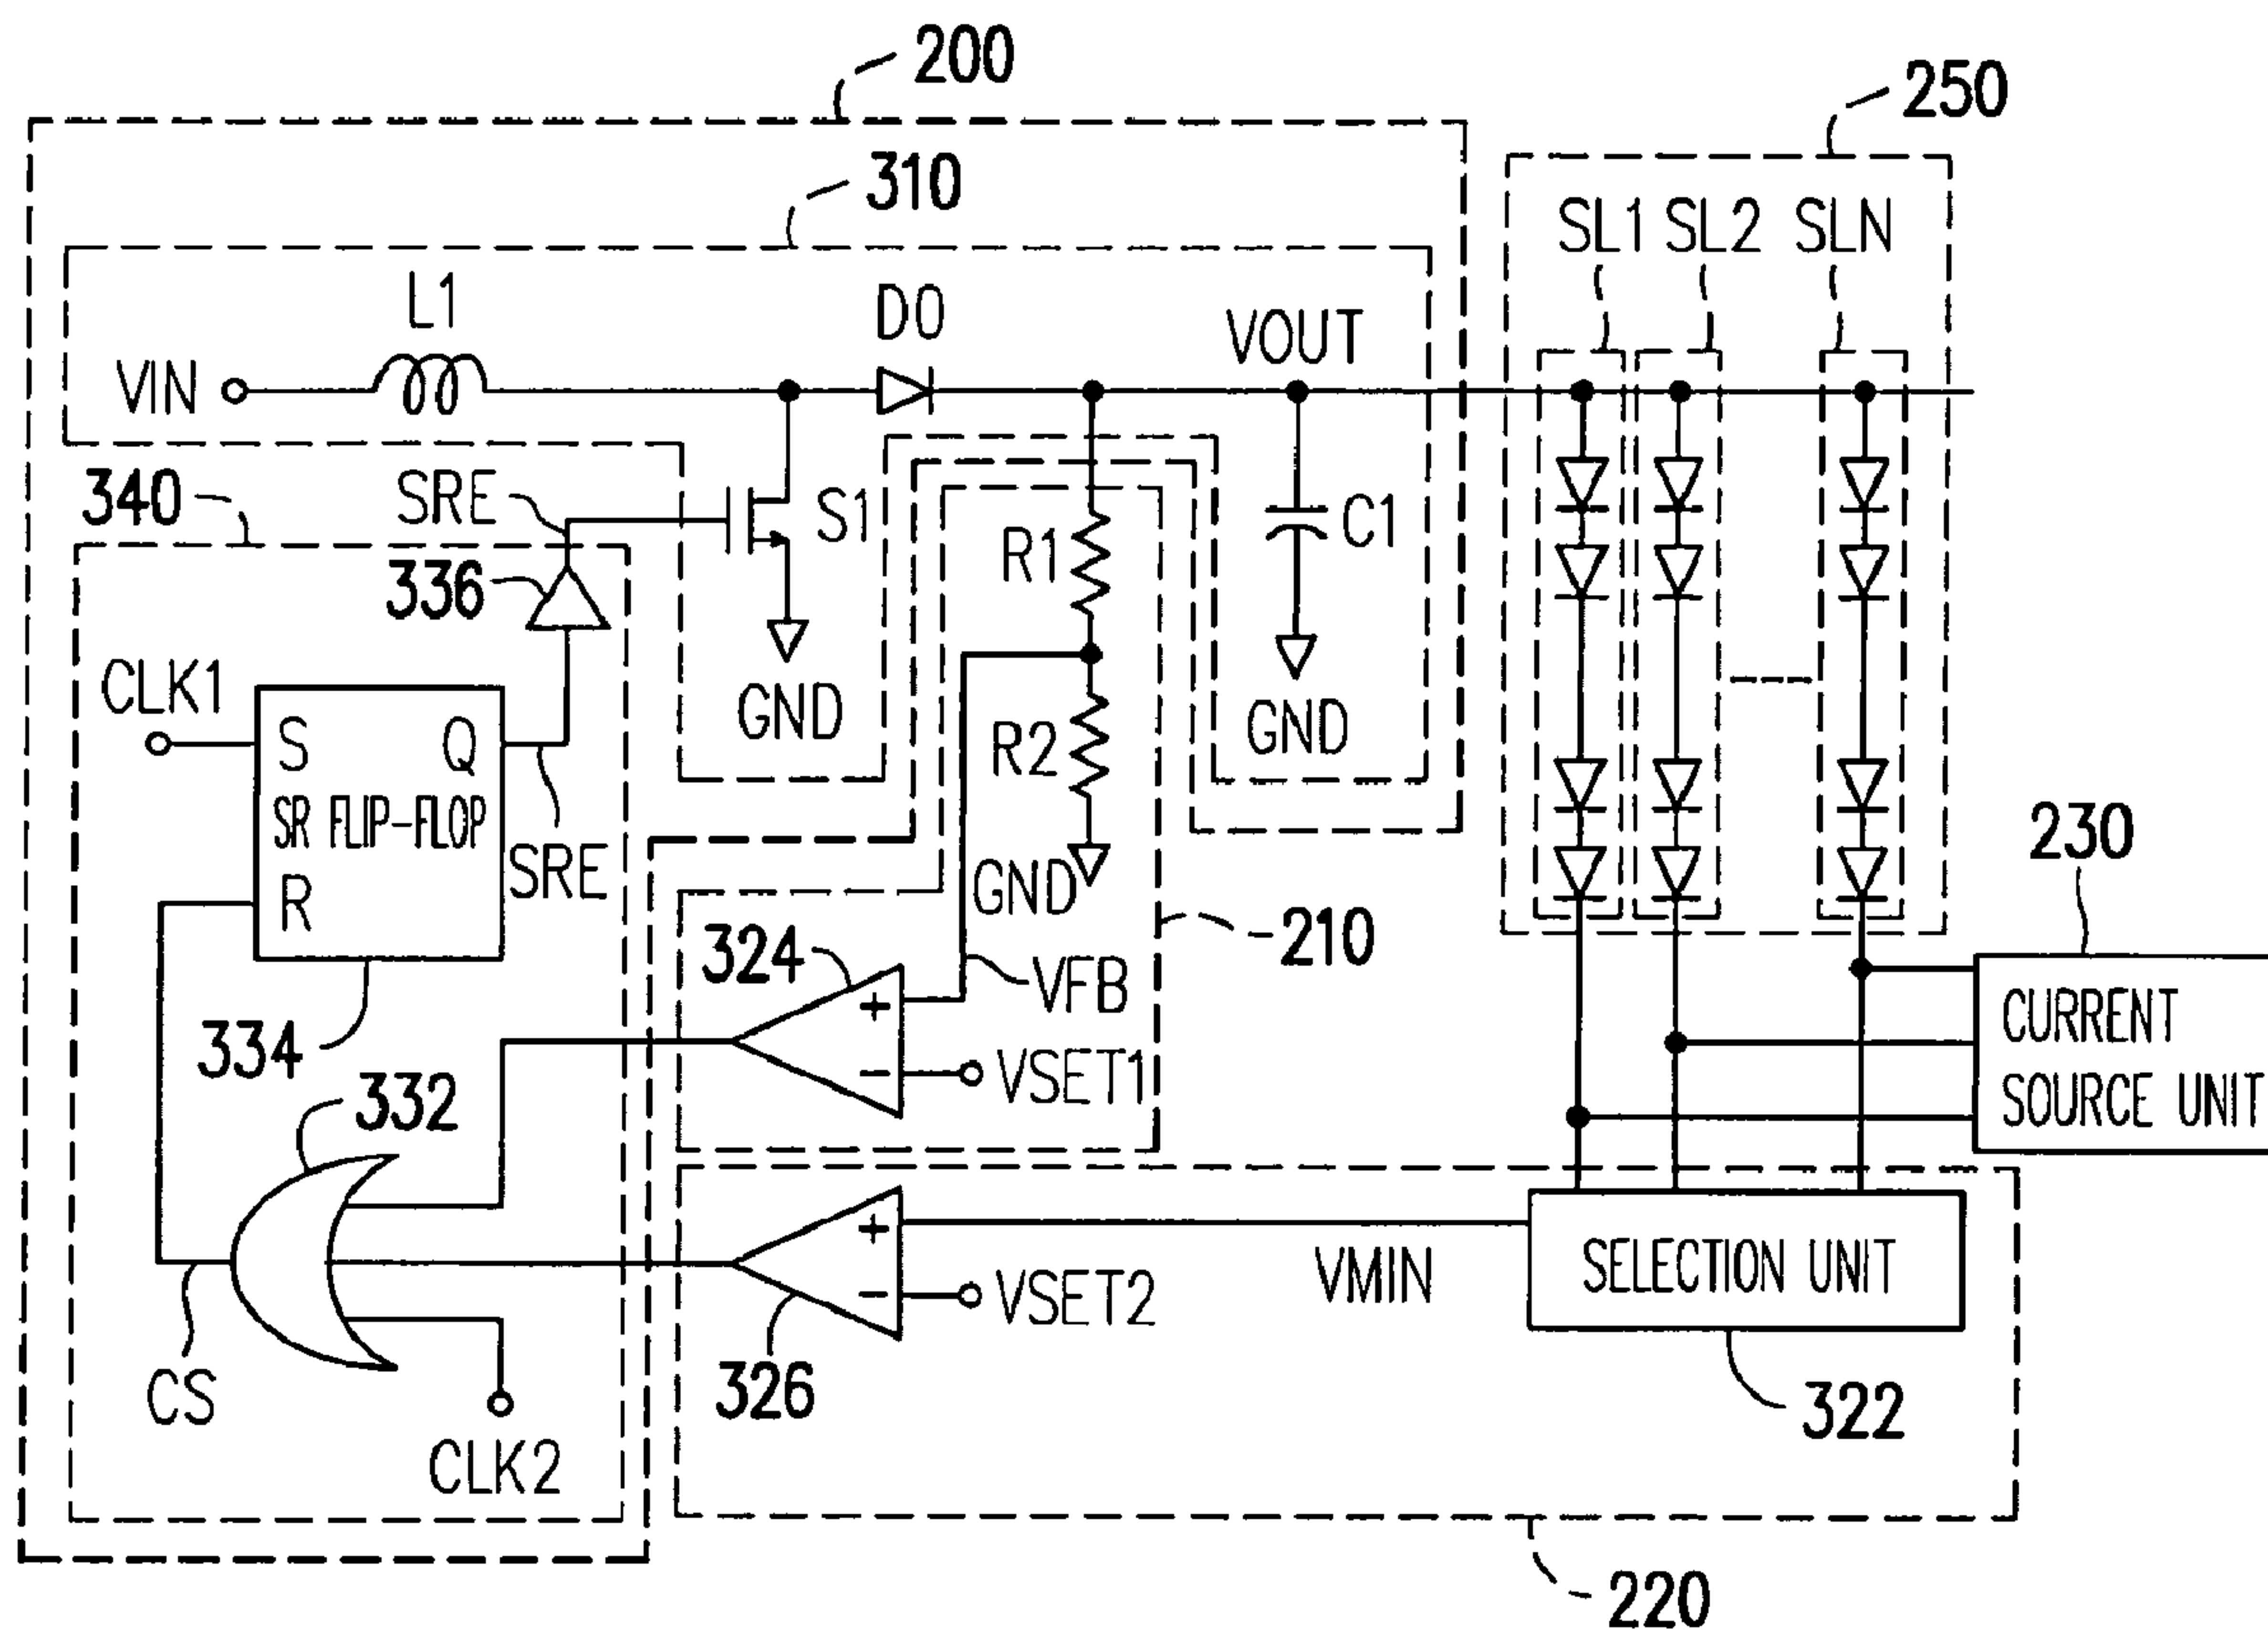 200
250
310
SL1 SL2 SLN
L1
D0
VOUT
VIN
340
SRE
S1
R1
C1
336
CLK1
GND
GND
S Q
R2
SR FLIP-FLOP
230
SRE
R
GND
210
324
VFB
CURRENT
SOURCE UNIT
334
+
VSET1
-
332
+
SELECTION UNIT
VMIN
-
VSET2
CS
326
322
CLK2
220